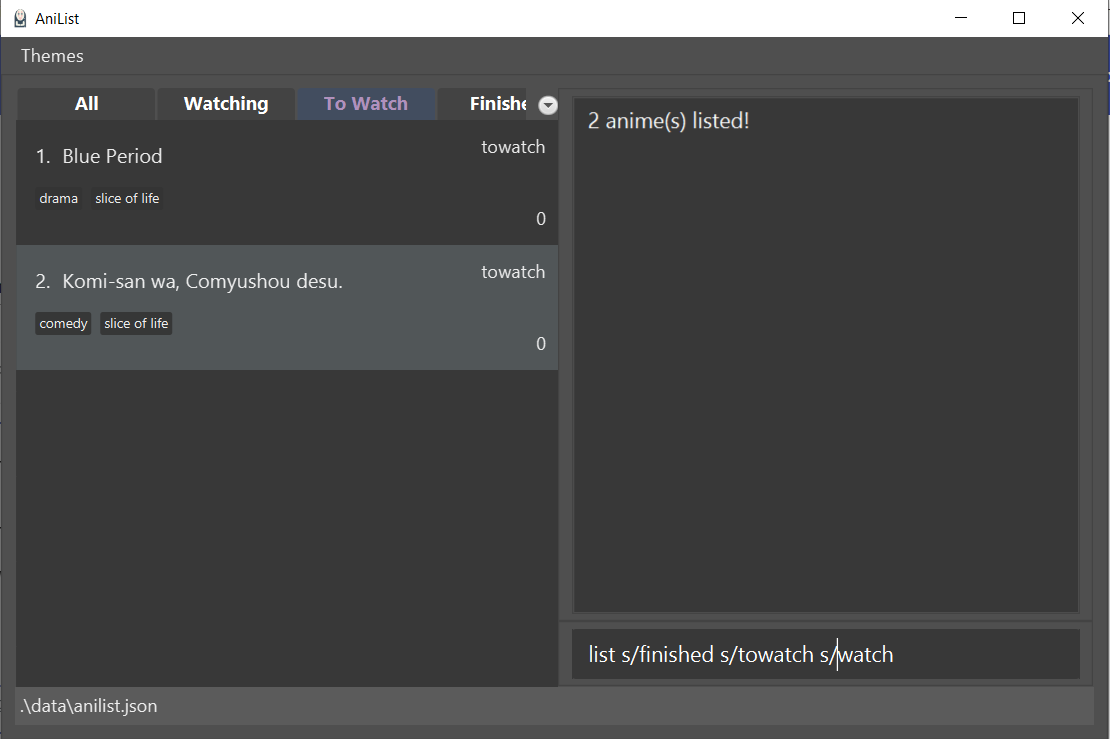 AniList
Themes
All
Watching
To Watch
Finishe
1. Blue Period
towatch
drama
slice of life
0
2. Komi-san wa, Comyushou desu.
towatch
comedy
slice of life
0
2 anime(s) listed!
list s/finished s/towatch s/watch
.\data\anilist.json